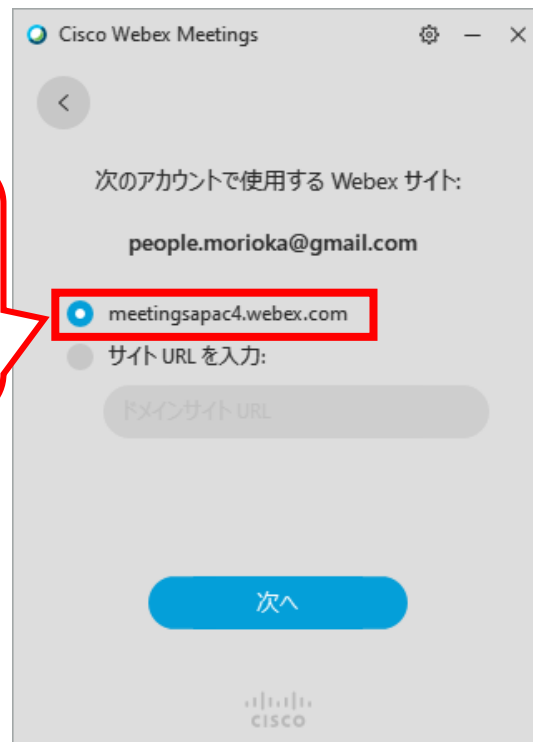 Cisco Webex Meetings
次のアカウントで使用する Webex サイト:
people.morioka@gmail.com
meetingsapac4.webex.com
サイト URL を入力:
ドメインサイト URL
次へ
CISCO